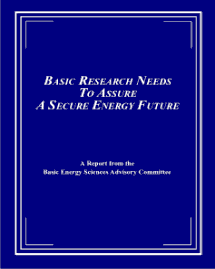 BASIC RESEARCH NEEDS
TO ASSURE
A SECURE ENERGY FUTURE
A Report from the
Basic Energy Sciences Advisory Committee